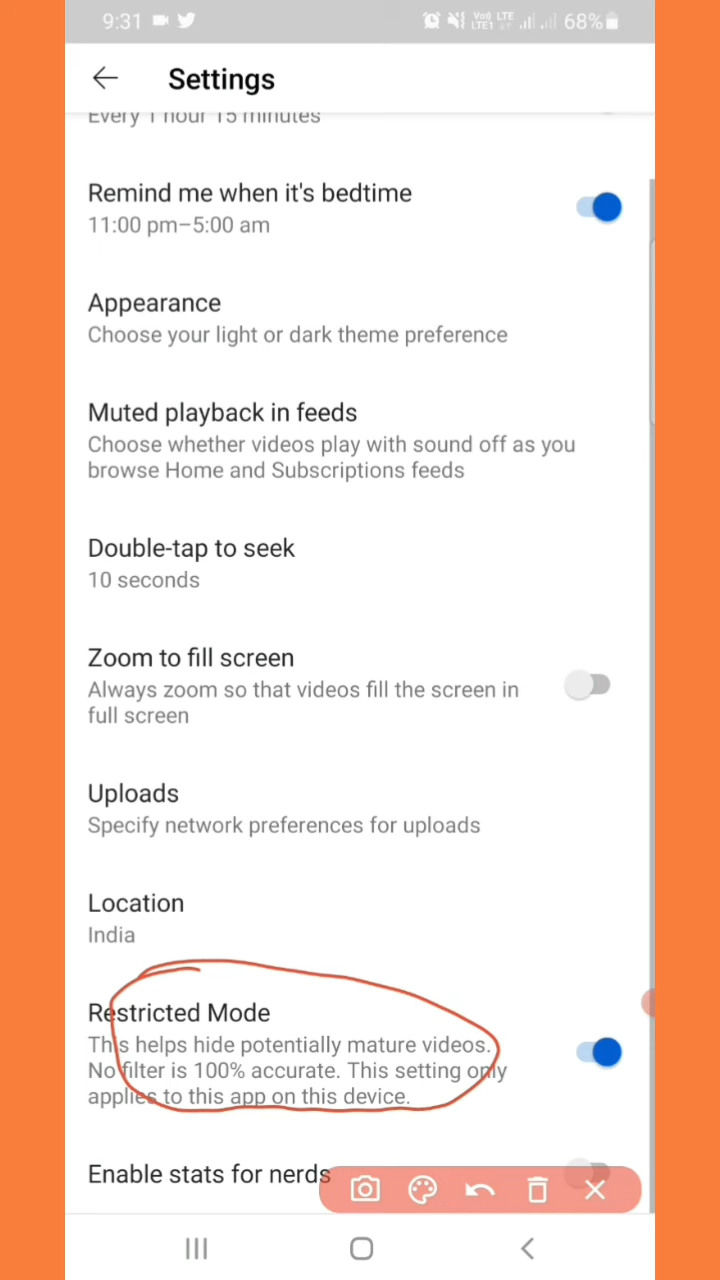 9:31 Vo) LTE 68%
LTE1
Settings
Every 1 hour 15 minutes
Remind me when it's bedtime
11:00 pm–5:00 am
Appearance
Choose your light or dark theme preference
Muted playback in feeds
Choose whether videos play with sound off as you
browse Home and Subscriptions feeds
Double-tap to seek
10 seconds
Zoom to fill screen
Always zoom so that videos fill the screen in
full screen
Uploads
Specify network preferences for uploads
Location
India
Restricted Mode
This helps hide potentially mature videos.
No filter is 100% accurate. This setting only
applies to this app on this device.
Enable stats for nerds